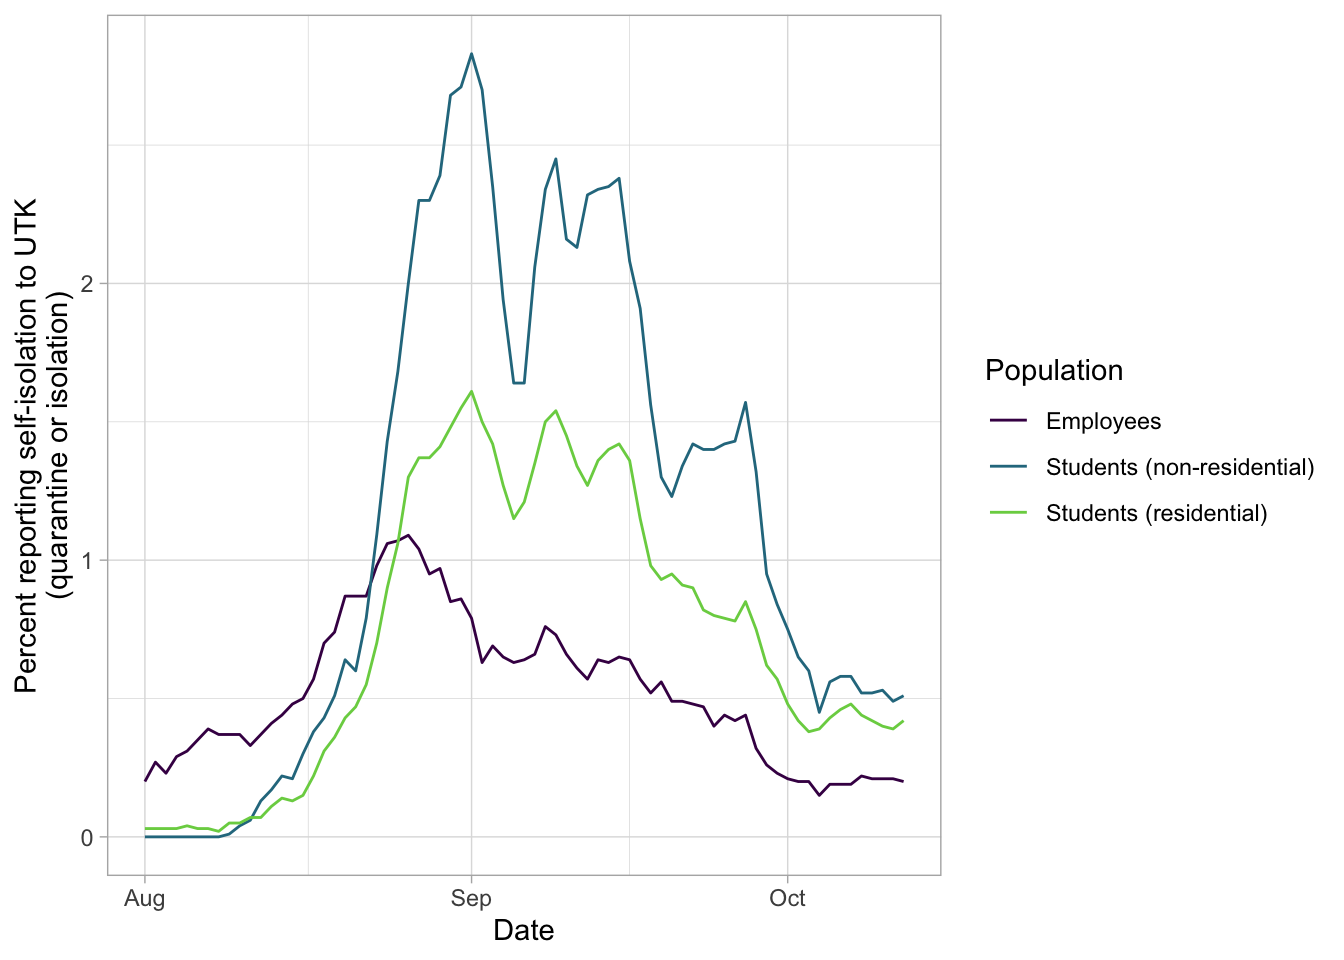 Percent reporting self-isolation to UTK
(quarantine or isolation)
2
1
0
Aug
Sep
Oct
Date
Population
Employees
Students (non-residential)
Students (residential)